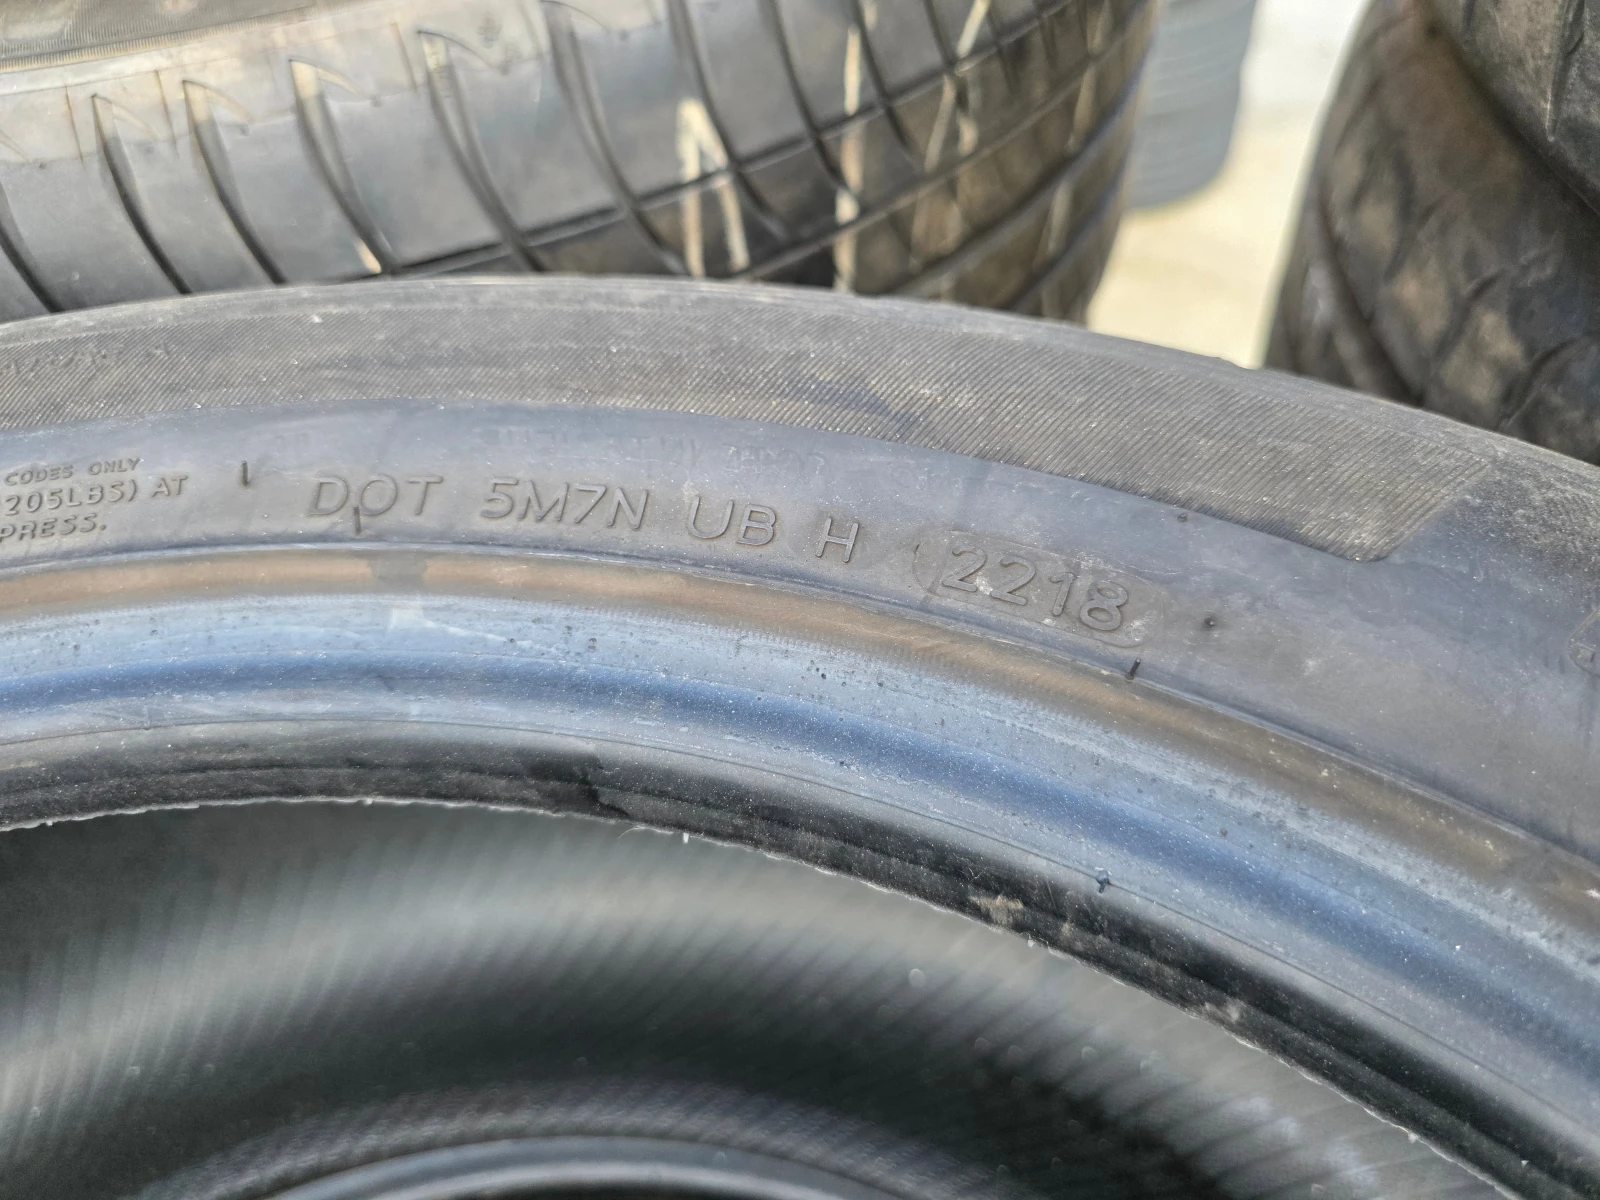 CODES ONLY
205LBS) AT
PRESS.
DOT 5M7N UB H 2218